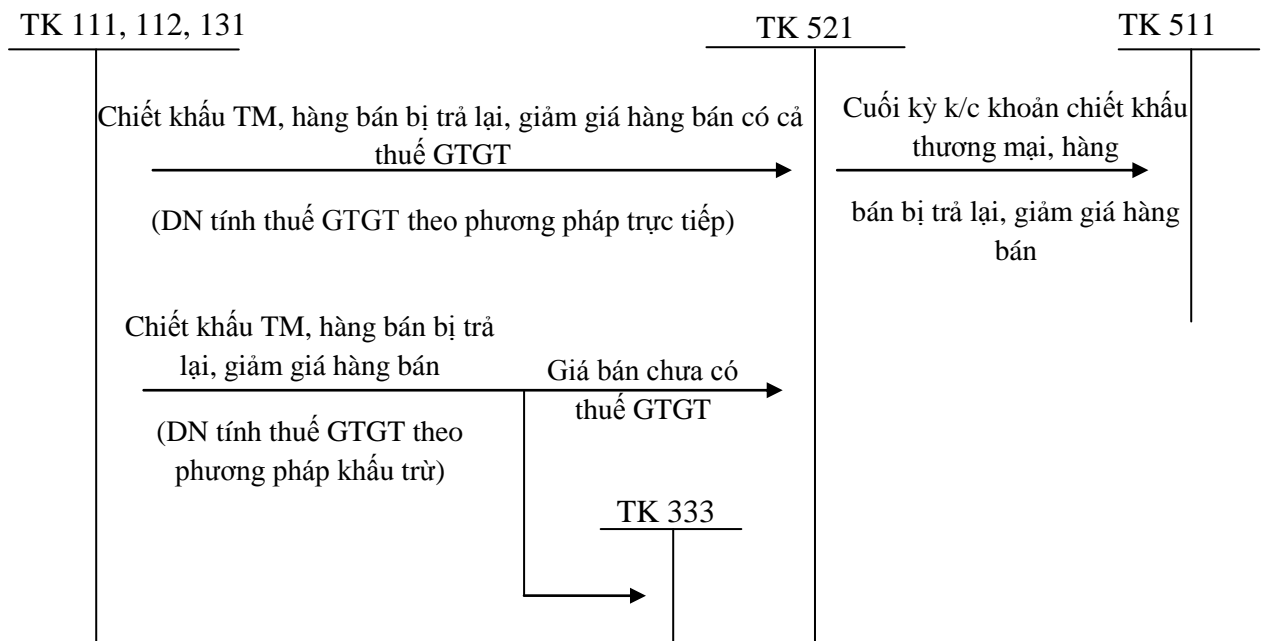 TK 111, 112, 131
TK 521
TK 511
Chiết khấu TM, hàng bán bị trả lại, giảm giá hàng bán có cả
thuế GTGT
(DN tính thuế GTGT theo phương pháp trực tiếp)
Cuối kỳ k/c khoản chiết khấu
thương mại, hàng
bán bị trả lại, giảm giá hàng
bán
Chiết khấu TM, hàng bán bị trả
lại, giảm giá hàng bán
(DN tính thuế GTGT theo
phương pháp khấu trừ)
Giá bán chưa có
thuế GTGT
TK 333